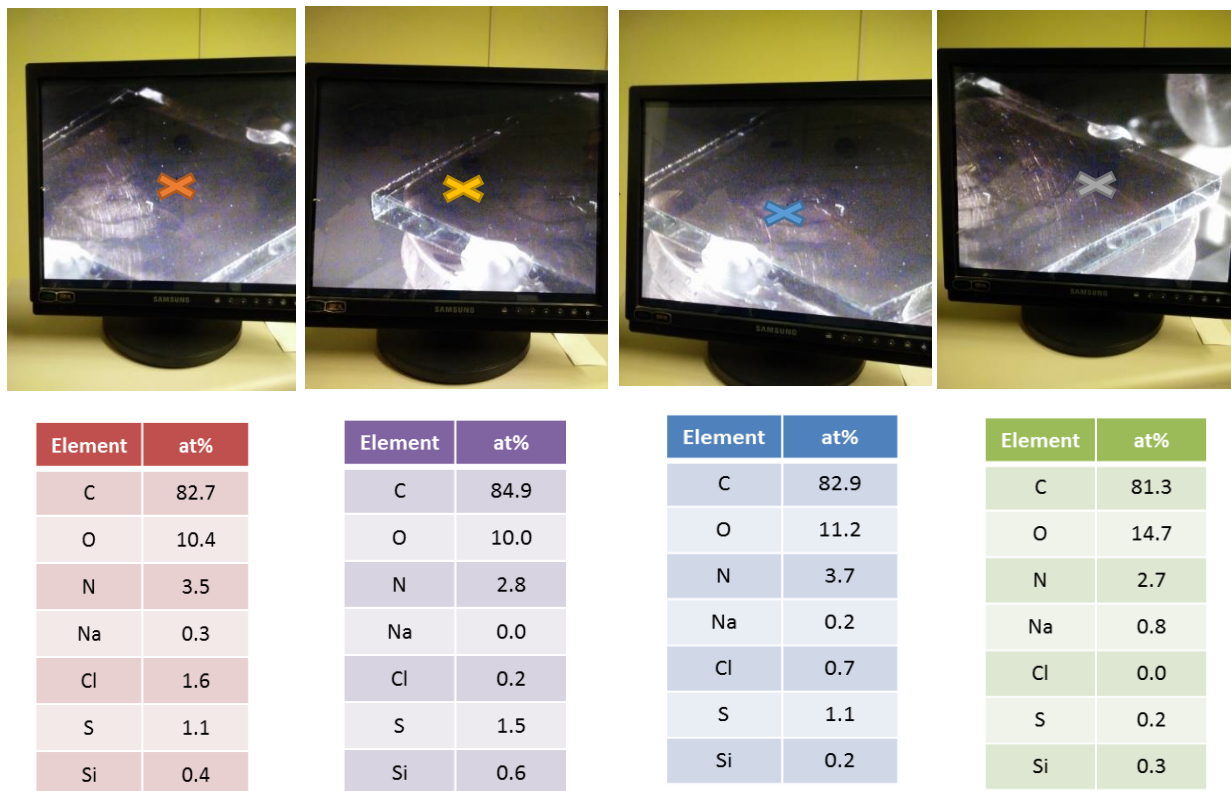 SAMSUNG
SAMSUNG
SAMSUNG
SAMSUNG
Element at%
C 82.7
O 10.4
N 3.5
Na 0.3
Cl 1.6
S 1.1
Si 0.4
Element at%
C 84.9
O 10.0
N 2.8
Na 0.0
Cl 0.2
S 1.5
Si 0.6
Element at%
C 82.9
O 11.2
N 3.7
Na 0.2
Cl 0.7
S 1.1
Si 0.2
Element at%
C 81.3
O 14.7
N 2.7
Na 0.8
Cl 0.0
S 0.2
Si 0.3